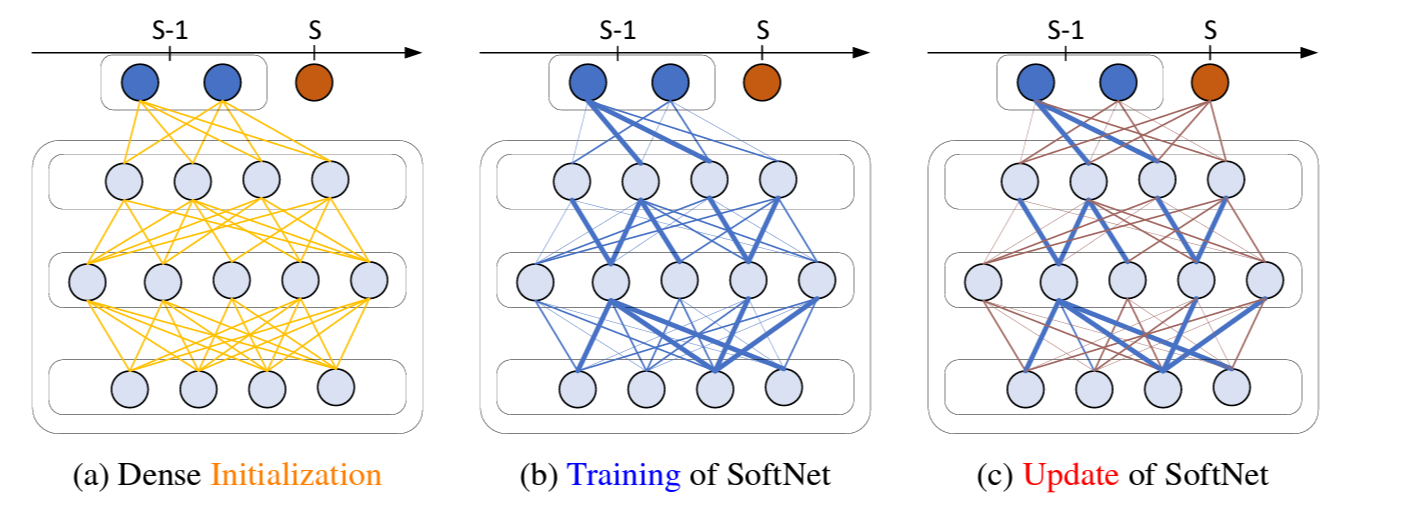 S-1 S
S-1 S
S-1 S
(a) Dense Initialization
(b) Training of SoftNet
(c) Update of SoftNet